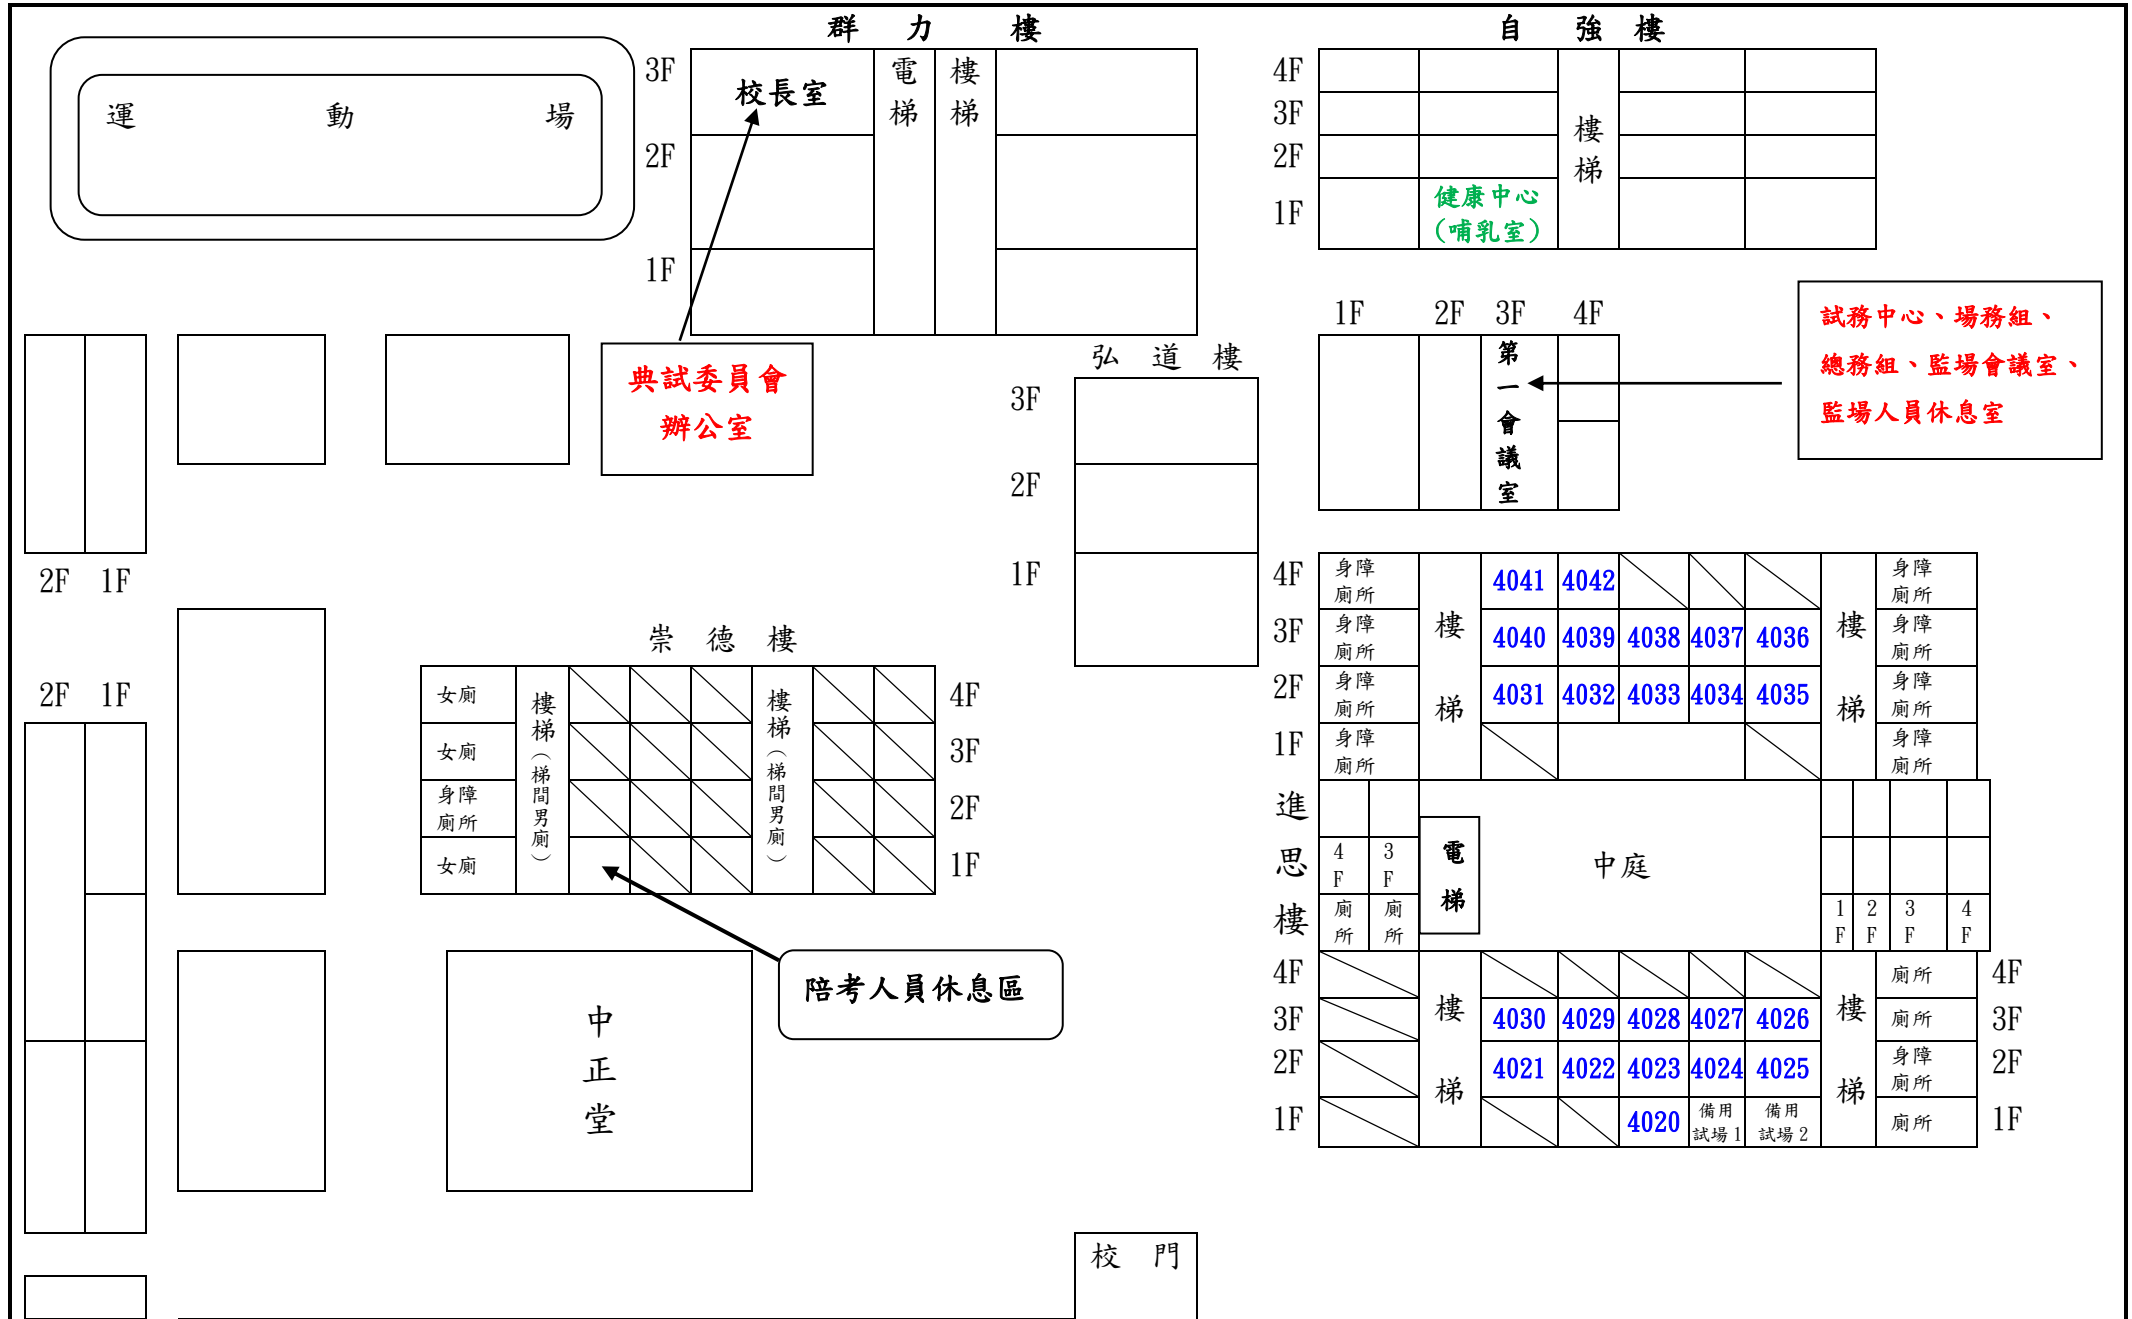 群 力 樓
自 強 樓
運 動 場
3F
校長室
電梯
樓梯
2F
1F
4F
3F
2F
1F
樓梯
健康中心
(哺乳室)
典試委員會
辦公室
1F 2F 3F 4F
第一會議室
試務中心、場務組、
總務組、監場會議室、
監場人員休息室
弘 道 樓
3F
2F
1F
2F 1F
2F 1F
崇 德 樓
女廁
女廁
身障
廁所
女廁
樓梯(梯間男廁)
樓梯(梯間男廁)
4F
3F
2F
1F
陪考人員休息區
中正堂
進思樓
4F 身障廁所 樓梯 4041 4042 樓梯 身障廁所
3F 身障廁所 4040 4039 4038 4037 4036 身障廁所
2F 身障廁所 4031 4032 4033 4034 4035 身障廁所
1F 身障廁所 身障廁所
4F 3F
廁所 廁所
電梯
中庭
1F 2F 3F 4F
4F 樓梯 樓梯 廁所 4F
3F 4030 4029 4028 4027 4026 廁所 3F
2F 4021 4022 4023 4024 4025 身障廁所 2F
1F 4020 備用試場1 備用試場2 廁所 1F
校 門